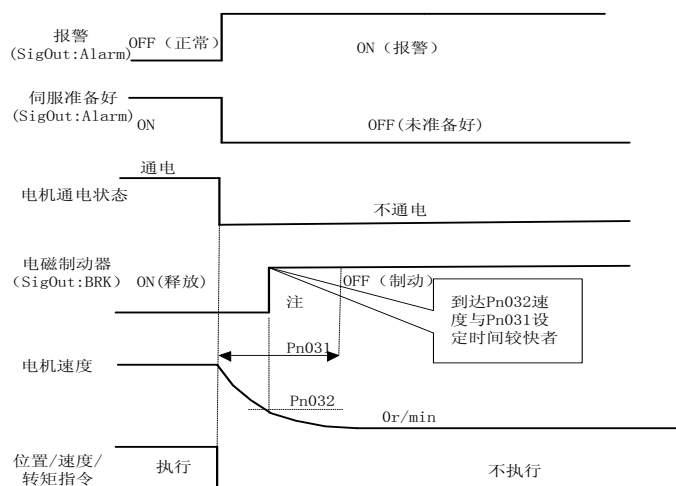 报警
(SigOut:Alarm)
OFF（正常）
ON（报警）
伺服准备好
(SigOut:Alarm)
ON
OFF(未准备好)
通电
电机通电状态
不通电
电磁制动器
（SigOut:BRK）
ON(释放)
OFF（制动）
注
到达Pn032速
度与Pn031设
定时间较快者
Pn031
电机速度
Pn032
0r/min
位置/速度/
转矩指令
执行
不执行